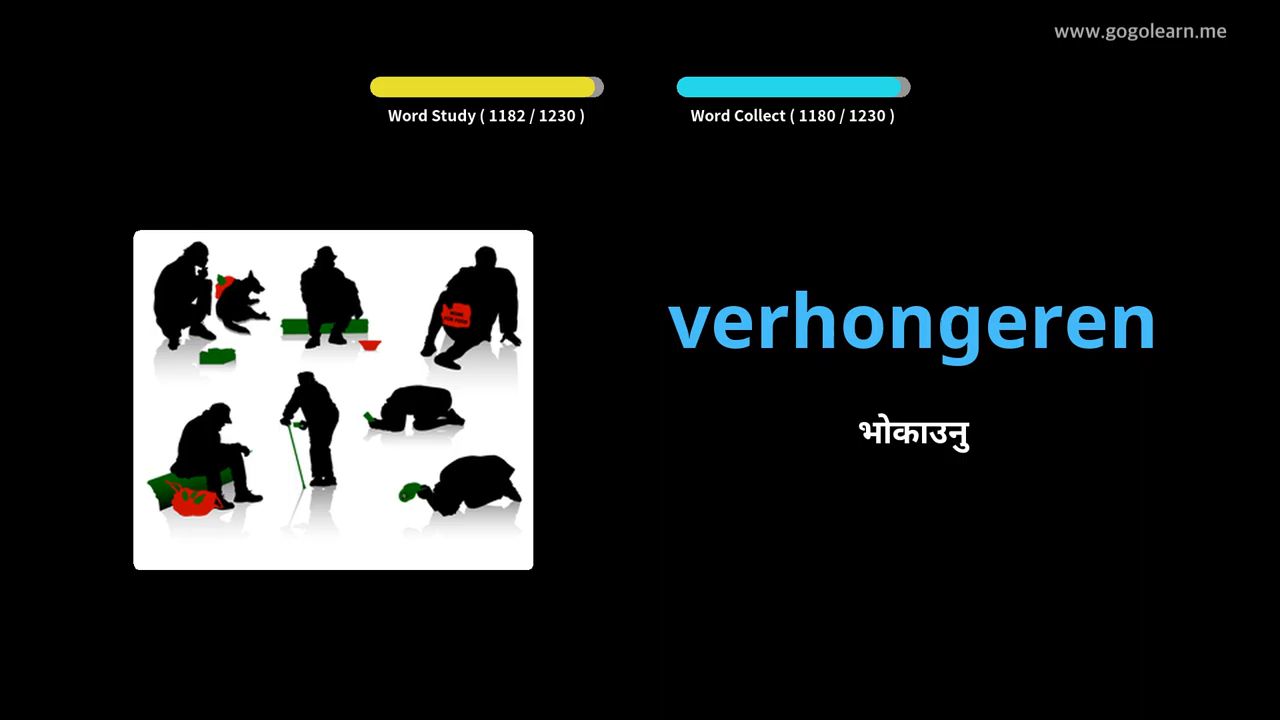 www.gogolearn.me
Word Study ( 1182 / 1230 )
Word Collect ( 1180 / 1230 )
verhongeren
भोकाउनु